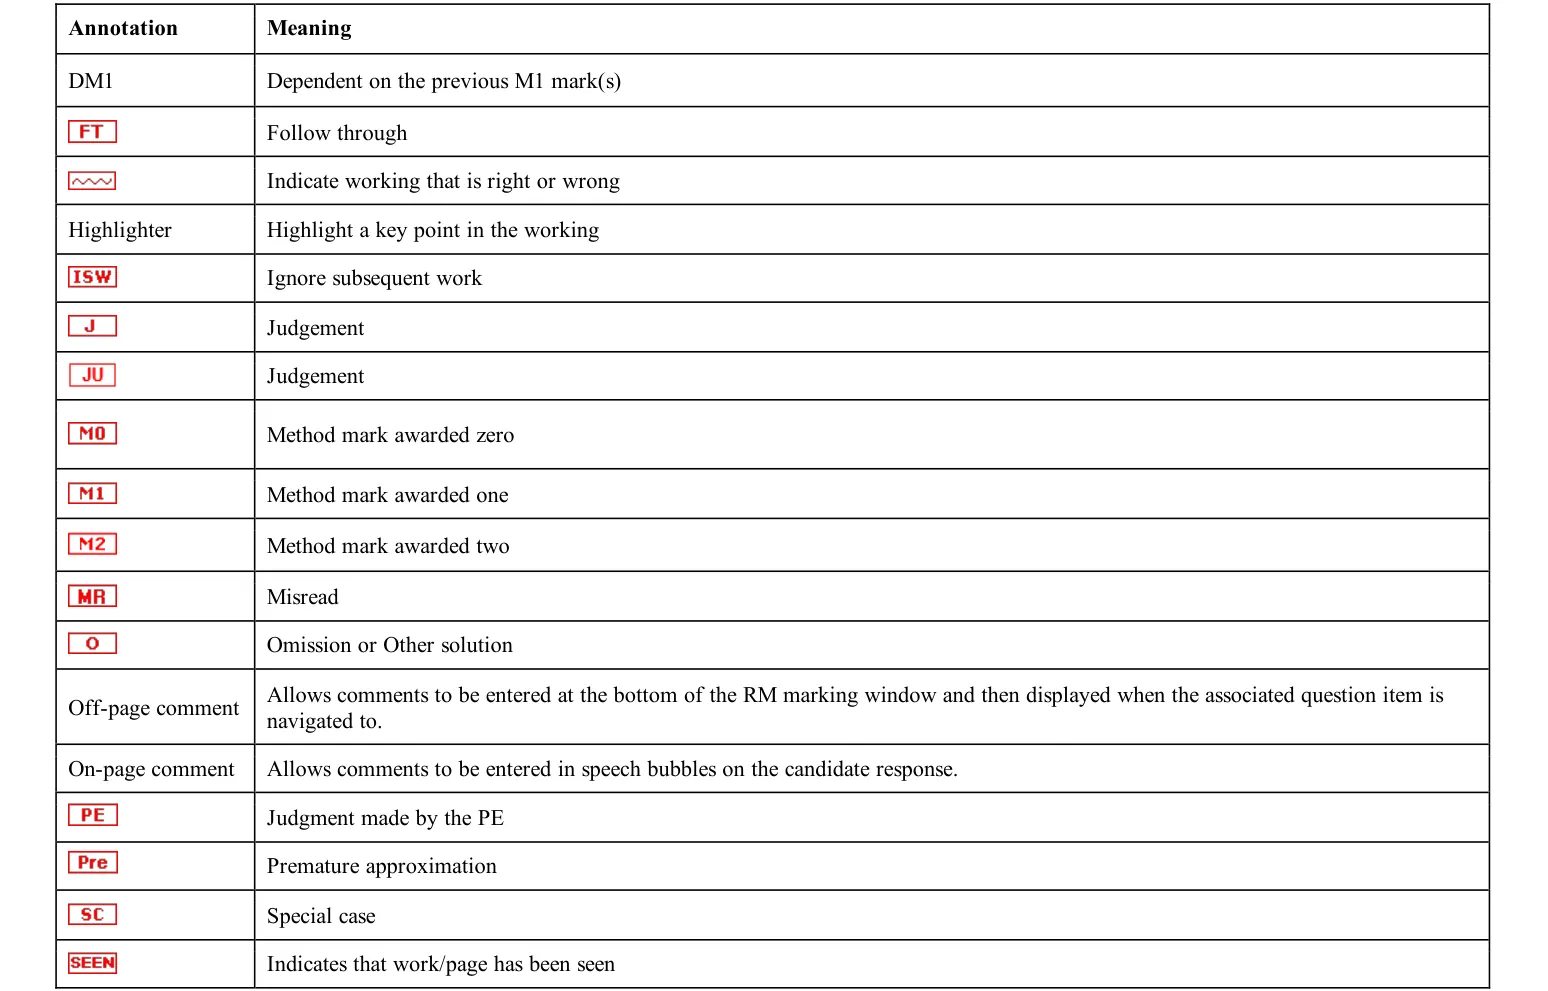 Annotation Meaning
DM1 Dependent on the previous M1 mark(s)
FT Follow through
Indicate working that is right or wrong
Highlighter Highlight a key point in the working
ISW Ignore subsequent work
J Judgement
JU Judgement
M0 Method mark awarded zero
M1 Method mark awarded one
M2 Method mark awarded two
MR Misread
O Omission or Other solution
Off-page comment Allows comments to be entered at the bottom of the RM marking window and then displayed when the associated question item is
navigated to.
On-page comment Allows comments to be entered in speech bubbles on the candidate response.
PE Judgment made by the PE
Pre Premature approximation
SC Special case
SEEN Indicates that work/page has been seen